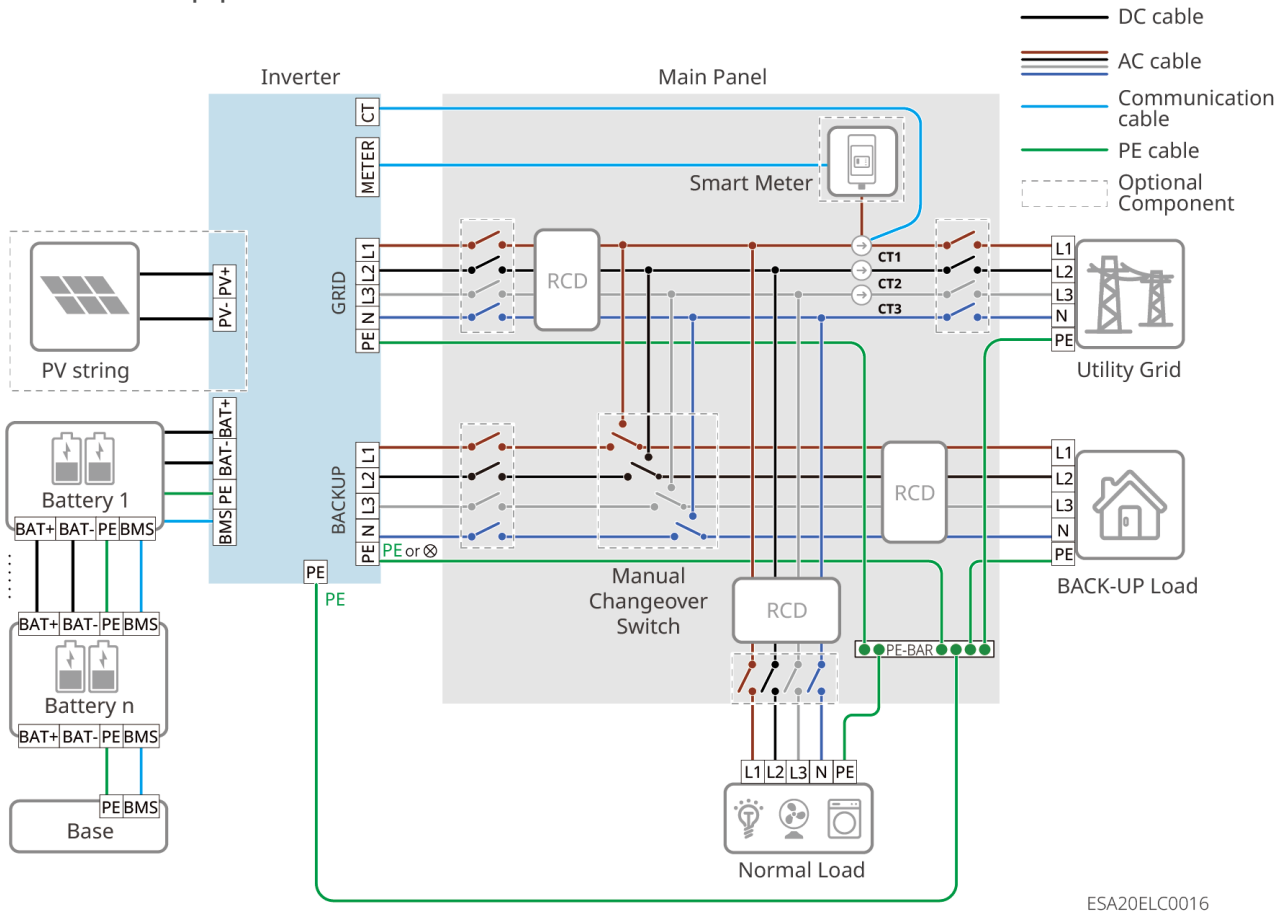 DC cable
AC cable
Communication
cable
PE cable
Optional
Component
Inverter
Main Panel
CT
METER
Smart Meter
PV string
PV+
PV-
GRID
L1
L2
L3
N
PE
RCD
CT1
CT2
CT3
L1
L2
L3
N
PE
Utility Grid
BAT+
BAT-
PE
BMS
Battery 1
BAT+ BAT- PE BMS
BACKUP
L1
L2
L3
N
PE
PE or ⊗
PE
PE
Manual
Changeover
Switch
RCD
L1
L2
L3
N
PE
BACK-UP Load
RCD
PE-BAR
BAT+ BAT- PE BMS
Battery n
BAT+ BAT- PE BMS
PE BMS
Base
L1 L2 L3 N PE
Normal Load
ESA20ELC0016